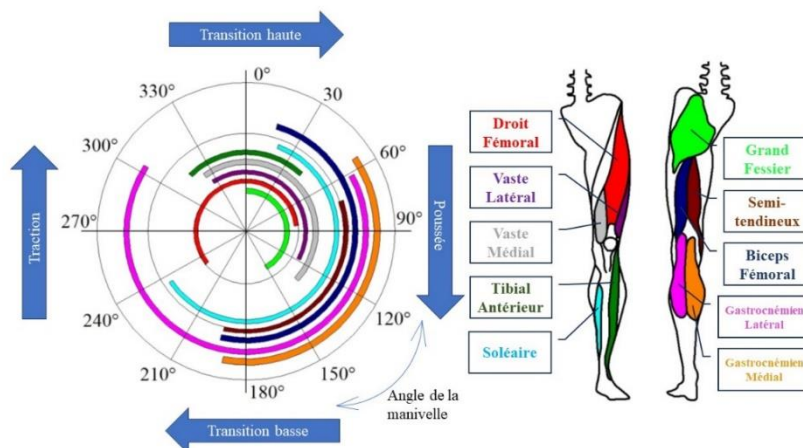 Transition haute
0°
30
60°
90°
120°
150°
180°
210°
240°
270°
300°
330°
Traction
Poussée
Transition basse
Angle de la
manivelle
Droit
Fémoral
Vaste
Latéral
Vaste
Médial
Tibial
Antérieur
Soléaire
Grand
Fessier
Semi-
tendineux
Biceps
Fémoral
Gastrocnémien
Latéral
Gastrocnémien
Médial